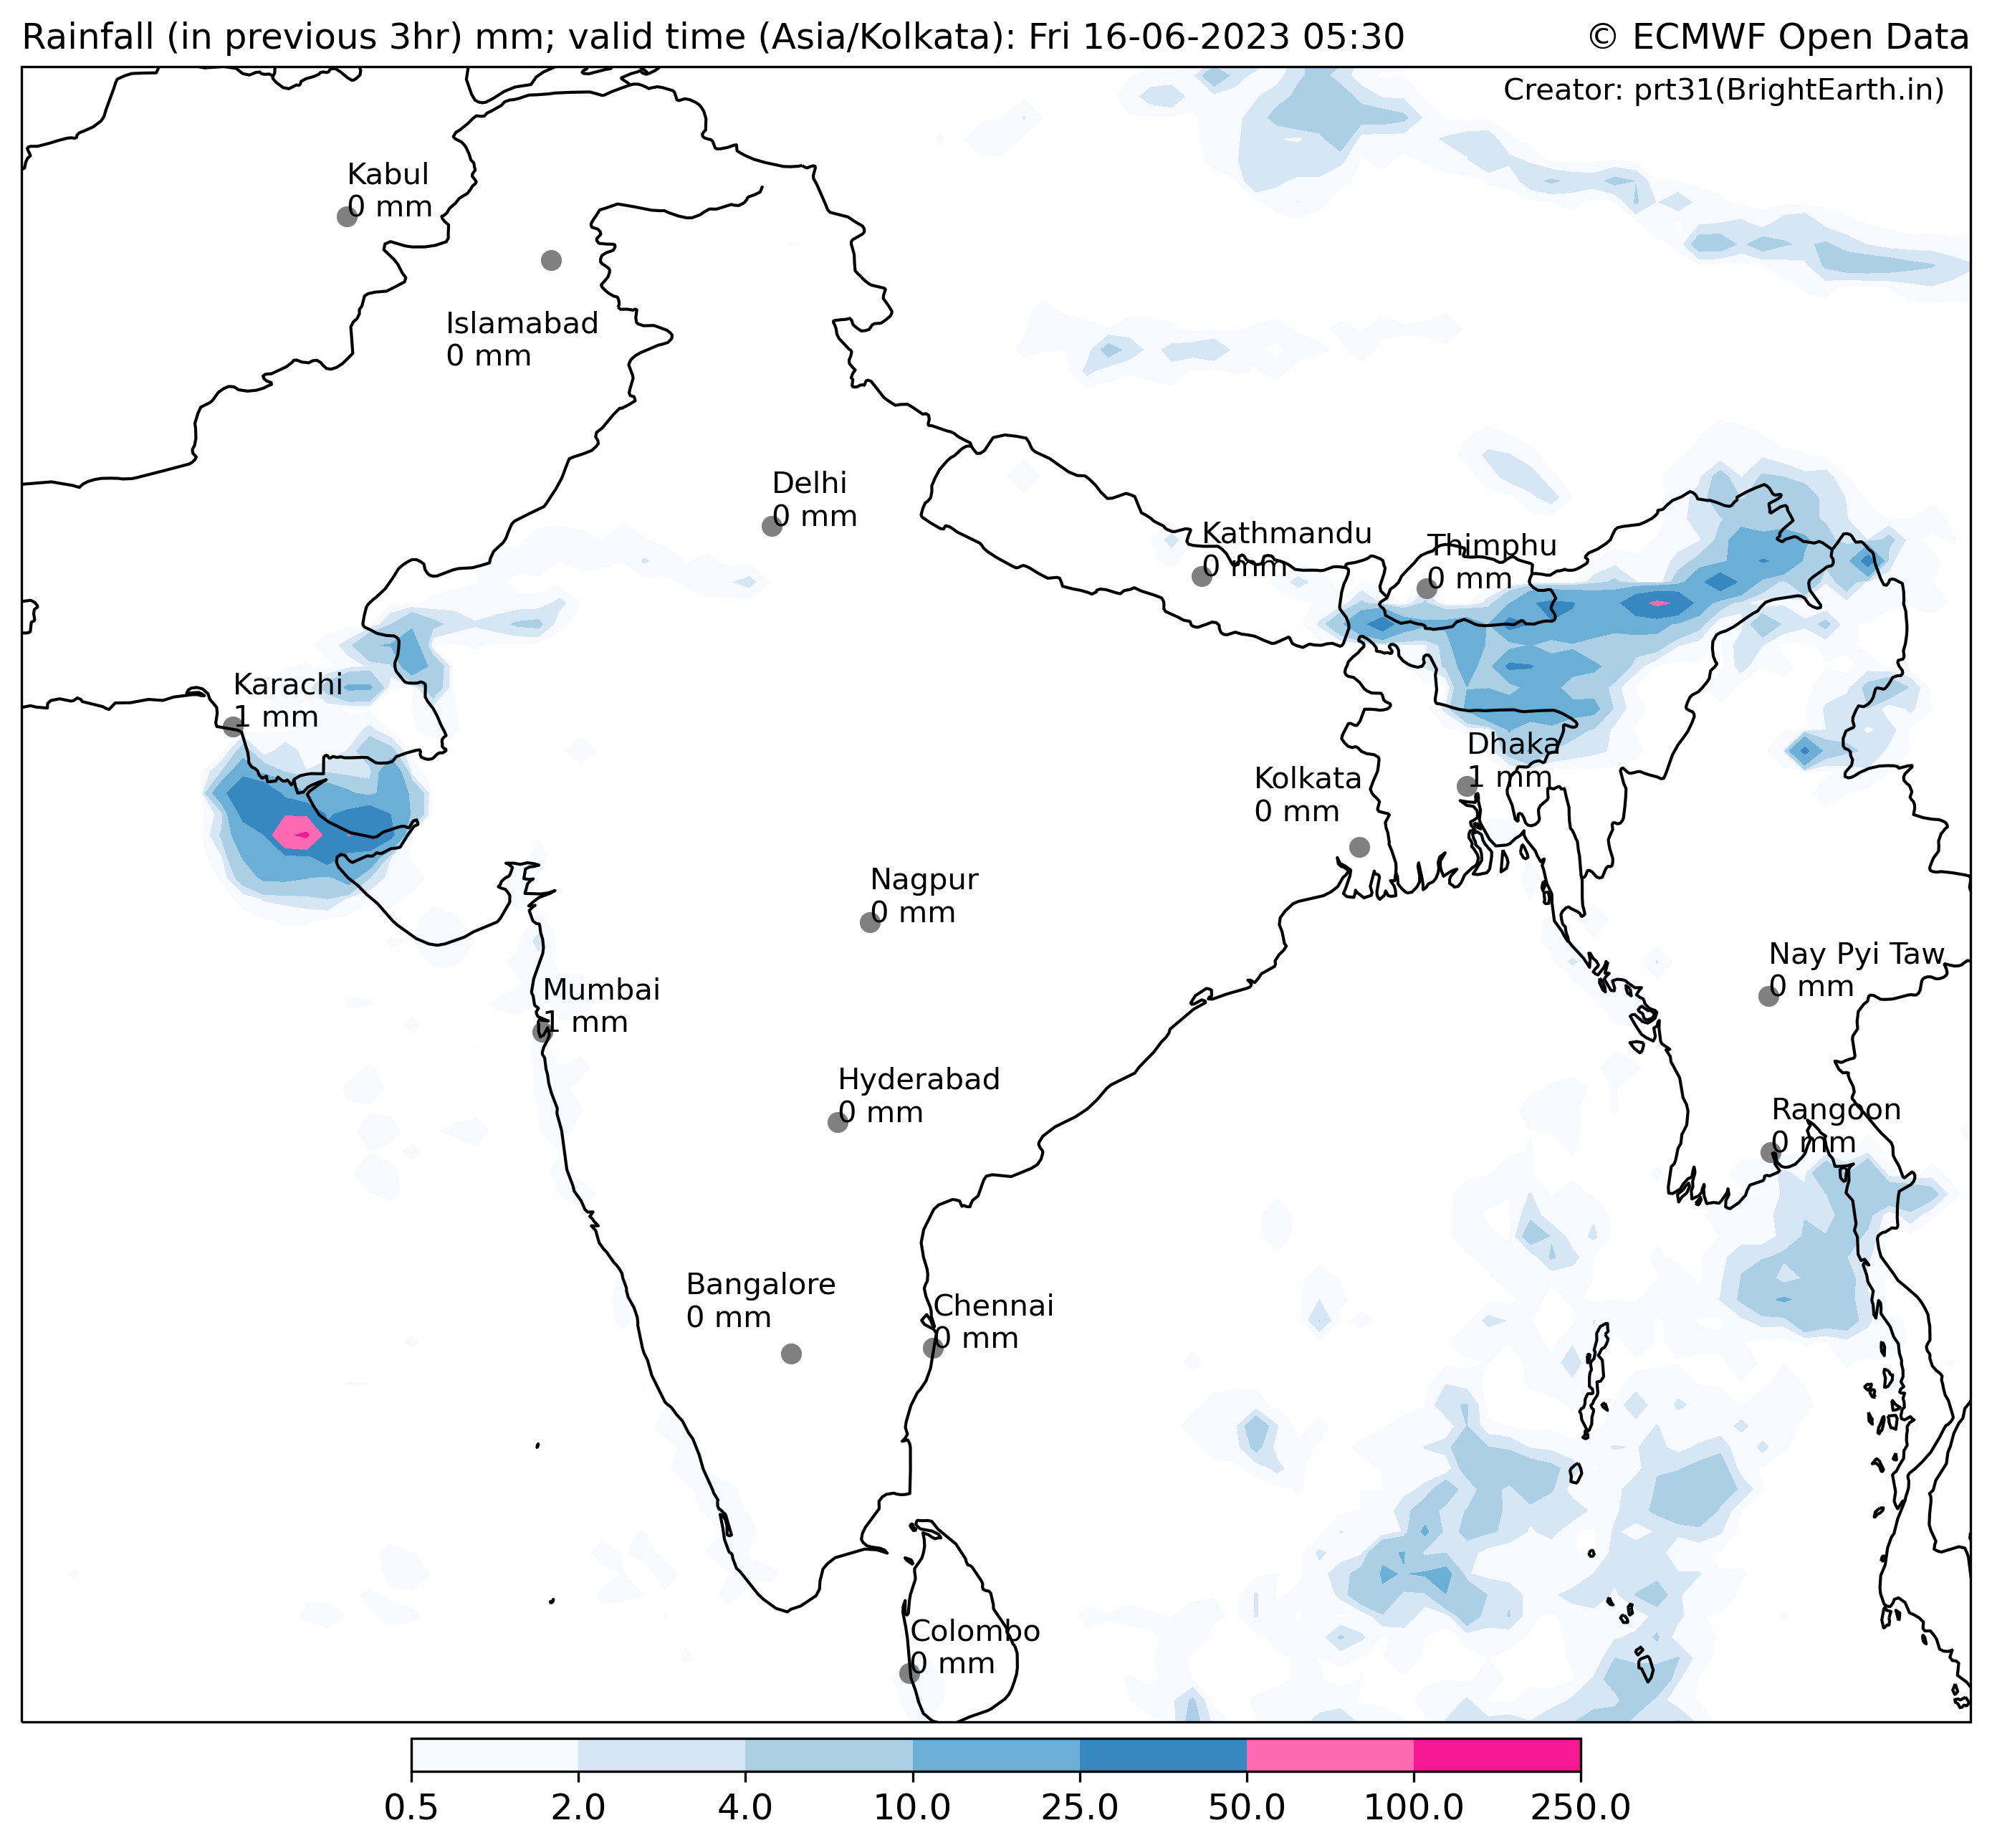 Rainfall (in previous 3hr) mm; valid time (Asia/Kolkata): Fri 16-06-2023 05:30
© ECMWF Open Data
Creator: prt31(BrightEarth.in)
Kabul
0 mm
Islamabad
0 mm
Delhi
0 mm
Kathmandu
0 mm
Thimphu
0 mm
Karachi
1 mm
Dhaka
1 mm
Kolkata
0 mm
Nagpur
0 mm
Nay Pyi Taw
0 mm
Mumbai
1 mm
Hyderabad
0 mm
Rangoon
0 mm
Bangalore
0 mm
Chennai
0 mm
Colombo
0 mm
0.5 2.0 4.0 10.0 25.0 50.0 100.0 250.0